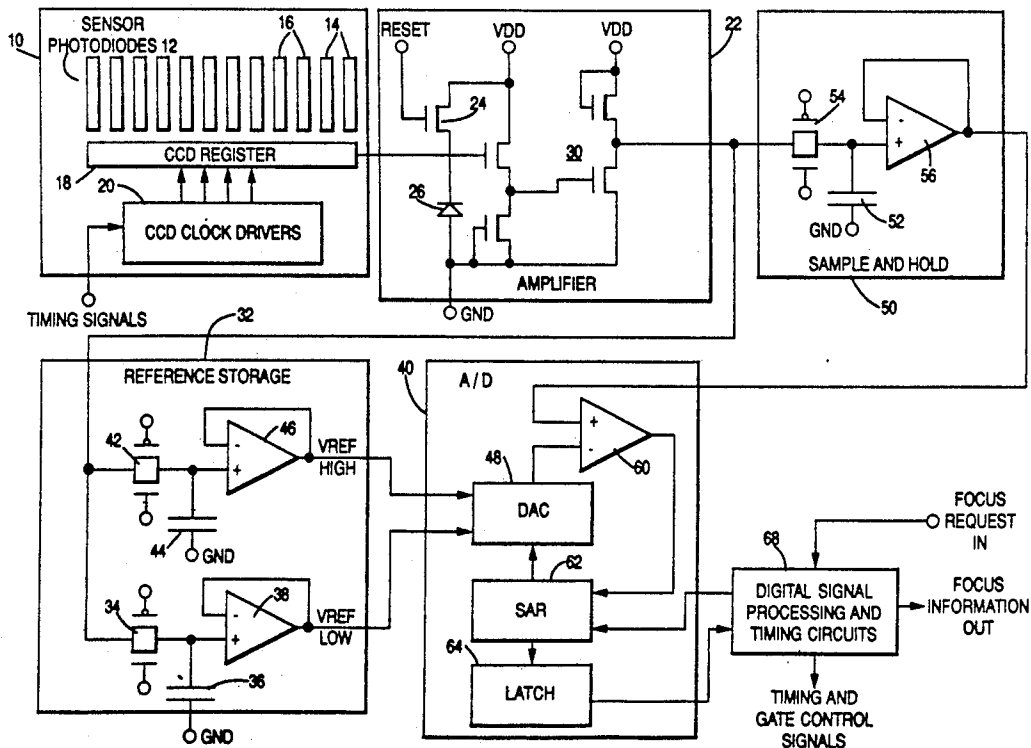 10
SENSOR
PHOTODIODES 12
16
14
CCD REGISTER
18
20
CCD CLOCK DRIVERS
TIMING SIGNALS
RESET
VDD
VDD
22
24
26
30
AMPLIFIER
GND
54
-
+
56
52
GND
SAMPLE AND HOLD
50
32
REFERENCE STORAGE
42
-
+
46
VREF
HIGH
44
GND
34
-
+
38
VREF
LOW
36
GND
40
A/D
+
-
60
48
DAC
62
SAR
64
LATCH
FOCUS
REQUEST
IN
68
DIGITAL SIGNAL
PROCESSING AND
TIMING CIRCUITS
FOCUS
INFORMATION
OUT
TIMING AND
GATE CONTROL
SIGNALS